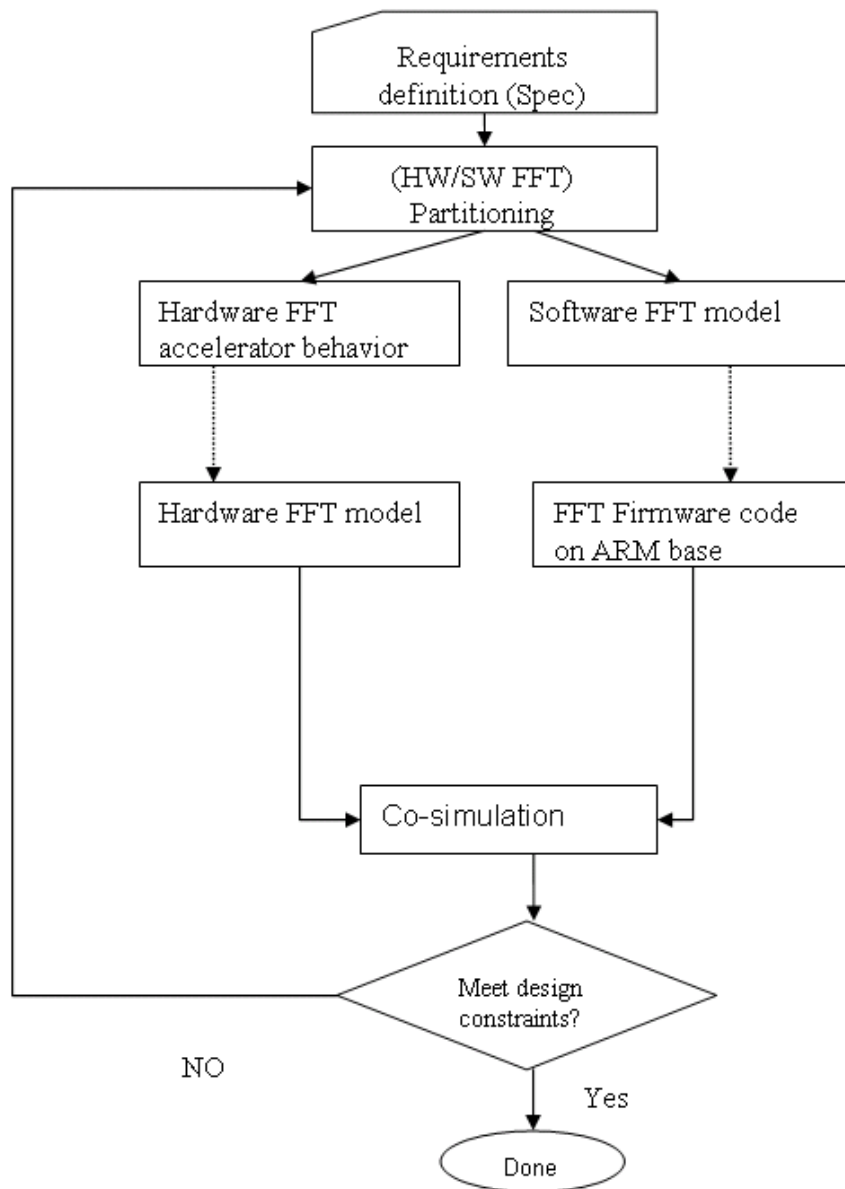 Requirements
definition (Spec)
(HW/SW FFT)
Partitioning
Hardware FFT
accelerator behavior
Software FFT model
Hardware FFT model
FFT Firmware code
on ARM base
Co-simulation
Meet design
constraints?
NO
Yes
Done